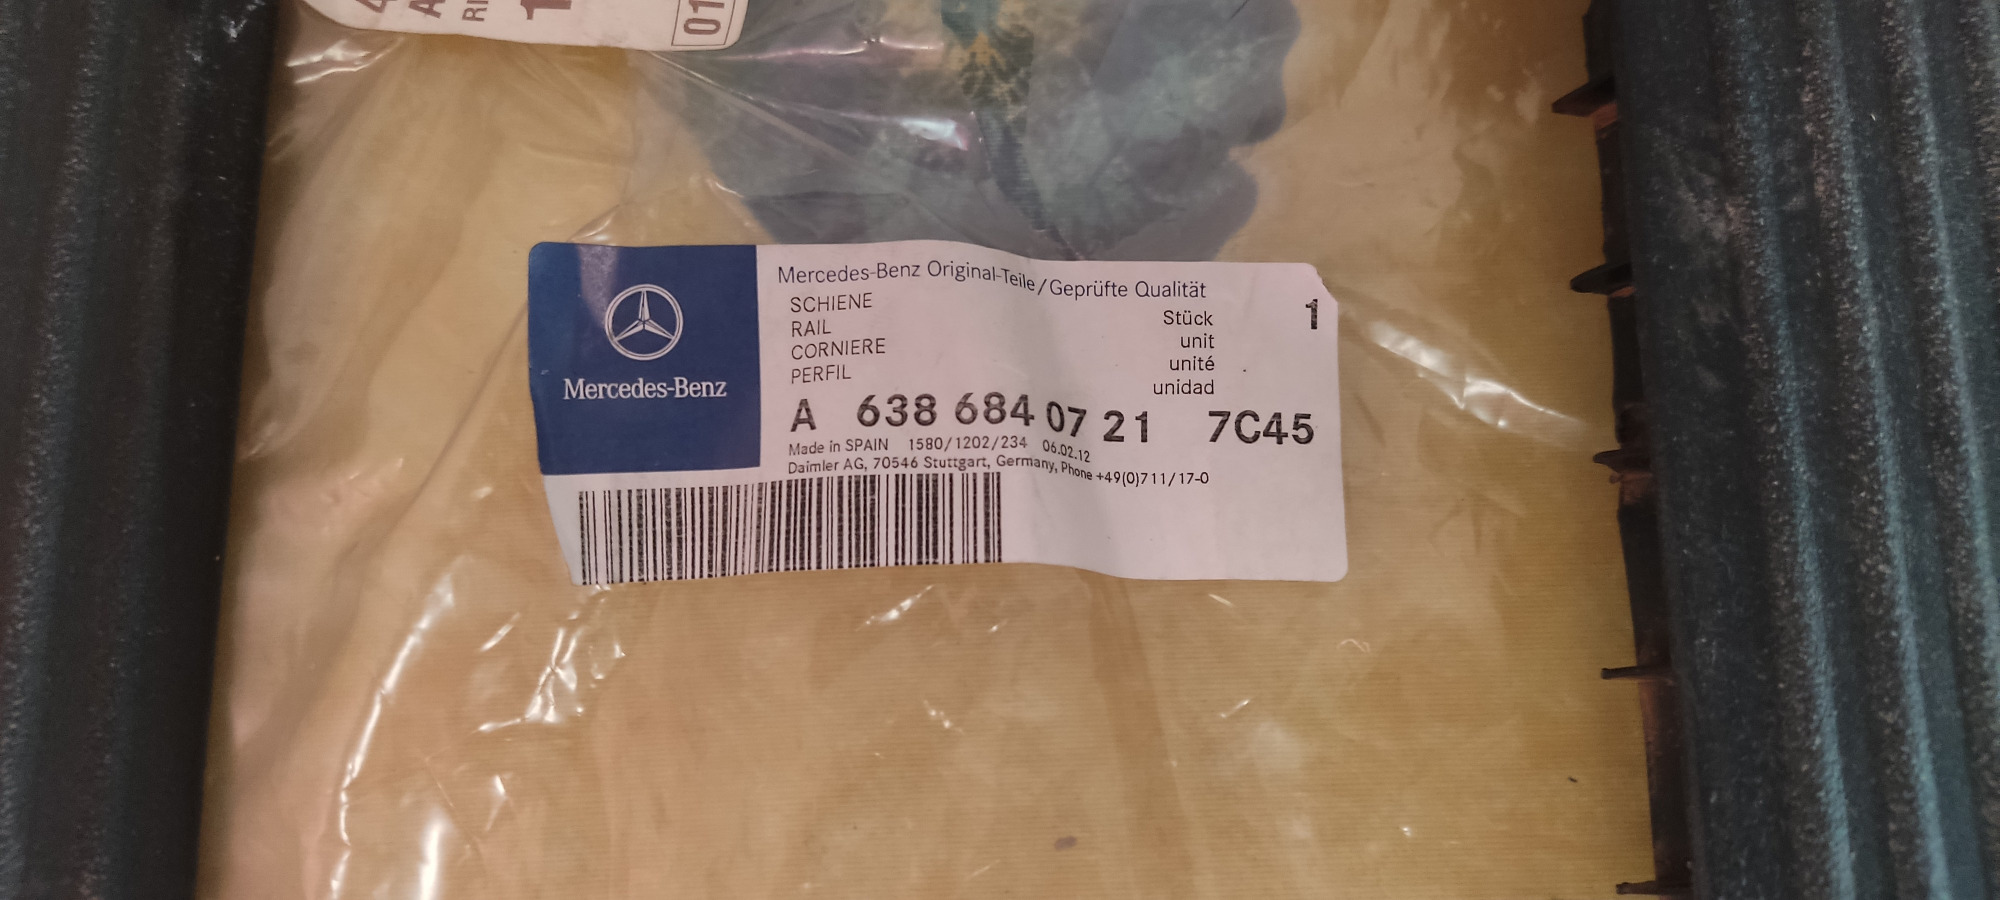 01
Mercedes-Benz
Mercedes-Benz Original-Teile/Geprüfte Qualität
SCHIENE
RAIL
CORNIERE
PERFIL
Stück 1
unit
unité
unidad
A 638 684 07 21 7C45
Made in SPAIN 1580/1202/234 06.02.12
Daimler AG, 70546 Stuttgart, Germany, Phone +49(0)711/17-0